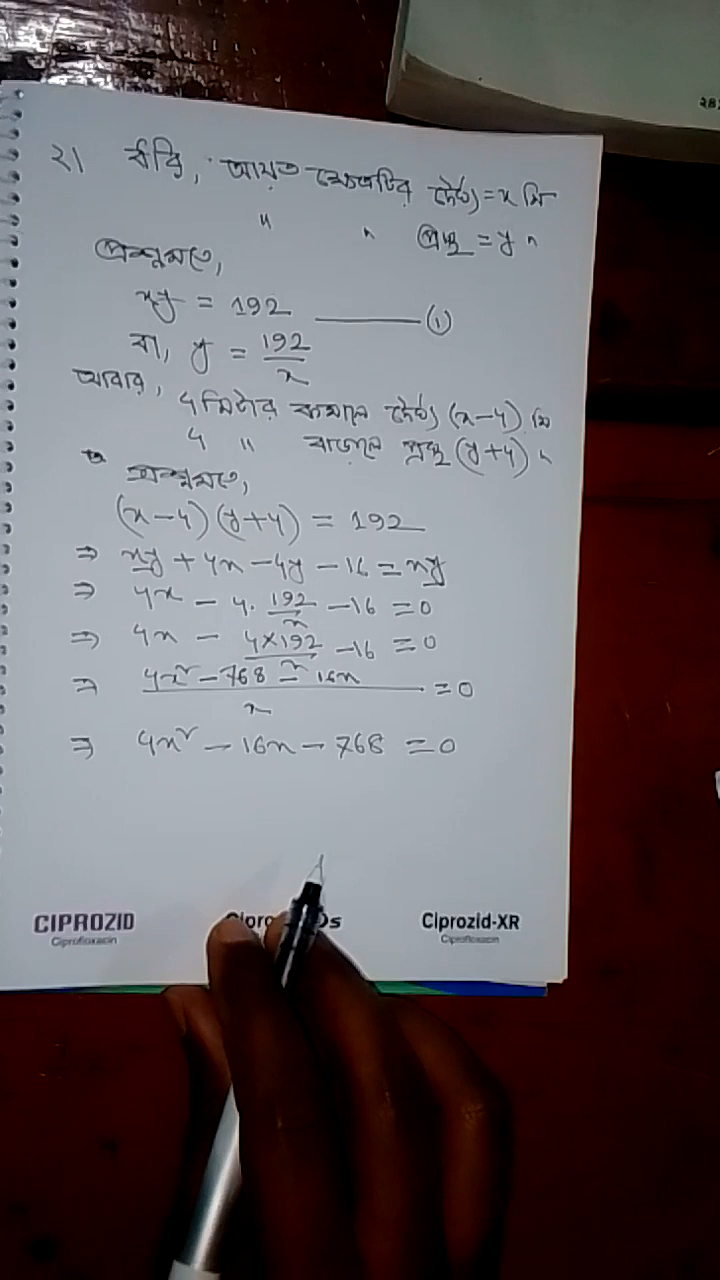 ২৪
২। ধরি, আয়ত ক্ষেত্রটির দৈর্ঘ্য = x মি
" " প্রস্থ = y "
প্রশ্নমতে,
xy = 192 ——— (1)
বা, y = 192/x
আবার,
4 মিটার কমালে দৈর্ঘ্য (x-4) মি
4 " বাড়ালে প্রস্থ (y+4) "
প্রশ্নমতে,
(x-4) (y+4) = 192
⇒ xy + 4x - 4y - 16 = xy
⇒ 4x - 4. 192/x - 16 = 0
⇒ 4x - 4×192/x - 16 = 0
⇒ 4x² - 768 - 16x / x = 0
⇒ 4x² - 16x - 768 = 0
CIPROZID Ciprozid-XR
Ciprofloxacin Ciprofloxacin